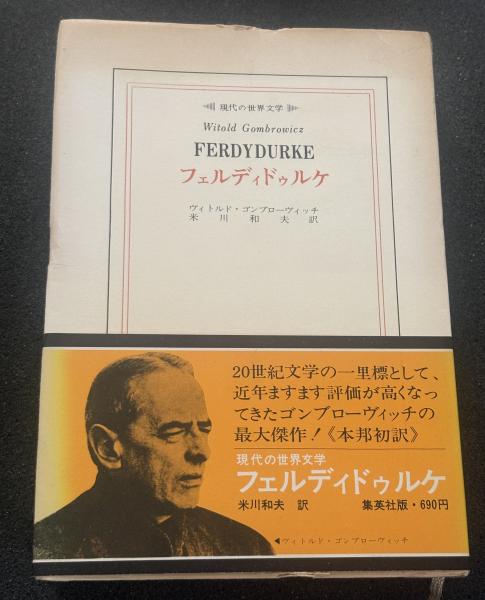 現代の世界文学
Witold Gombrowicz
FERDYDURKE
フェルディドゥルケ
ヴィトルド・ゴンブローヴィッチ
米川和夫訳
20世紀文学の一里標として、
近年ますます評価が高くなっ
てきたゴンブローヴィッチの
最大傑作!《本邦初訳》
現代の世界文学
フェルディドゥルケ
米川和夫 訳 集英社版・690円
◀ヴィトルド・ゴンブローヴィッチ